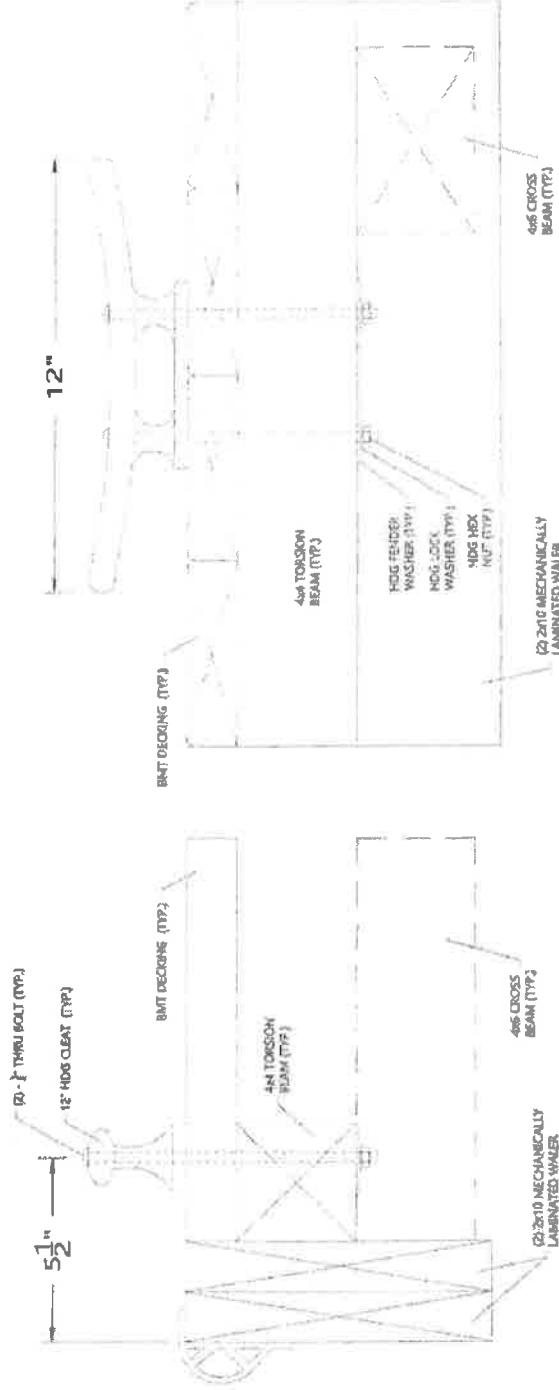 (2) - ½" THRU BOLT (TYP.)
12" HDG CLEAT (TYP.)
5½"
BMT DECKING (TYP.)
4x4 TORSION
BEAM (TYP.)
4x6 CROSS
BEAM (TYP.)
(2) 2x10 MECHANICALLY
LAMINATED WALER
12"
BMT DECKING (TYP.)
4x4 TORSION
BEAM (TYP.)
HDG FENDER
WASHER (TYP.)
HDG LOCK
WASHER (TYP.)
HDG HEX
NUT (TYP.)
4x6 CROSS
BEAM (TYP.)
(2) 2x10 MECHANICALLY
LAMINATED WALER